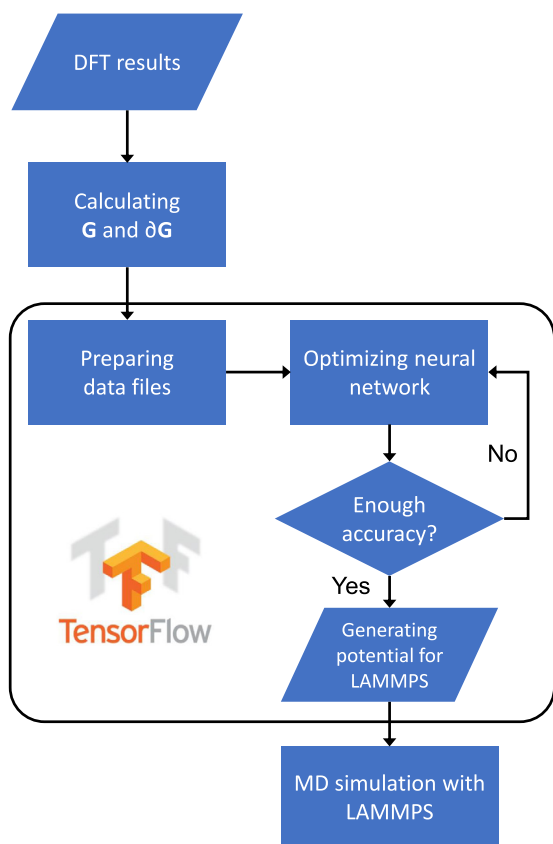 DFT results
Calculating
G and ∂G
Preparing
data files
Optimizing neural
network
No
Enough
accuracy?
Yes
TensorFlow
Generating
potential for
LAMMPS
MD simulation with
LAMMPS